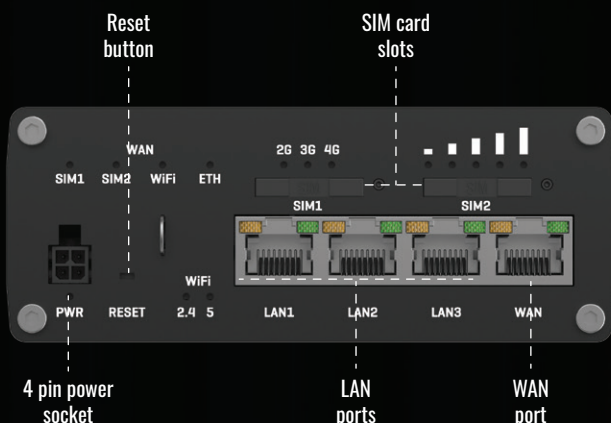 Reset
button
SIM card
slots
WAN
2G 3G 4G
SIM1 SIM2 WiFi ETH
SIM1
SIM2
WiFi
PWR RESET 2.4 5 LAN1 LAN2 LAN3 WAN
4 pin power
socket
LAN
ports
WAN
port